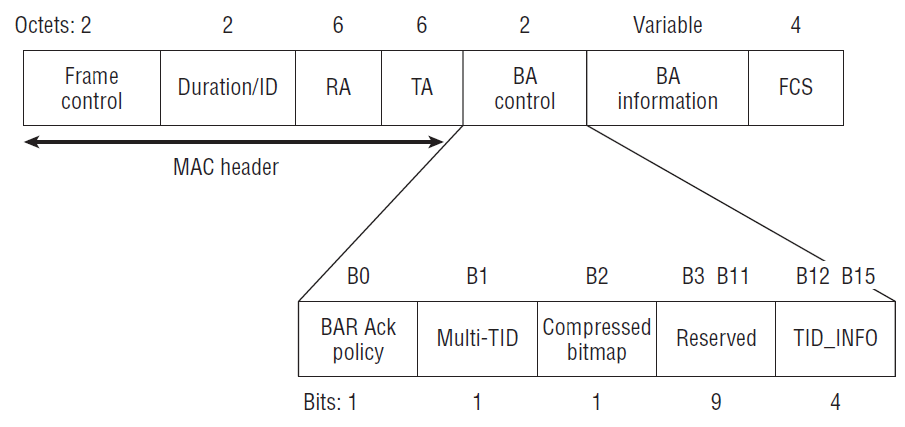 Octets: 2 2 6 6 2 Variable 4
Frame control Duration/ID RA TA BA control BA information FCS
MAC header
B0 B1 B2 B3 B11 B12 B15
BAR Ack policy Multi-TID Compressed bitmap Reserved TID_INFO
Bits: 1 1 1 9 4